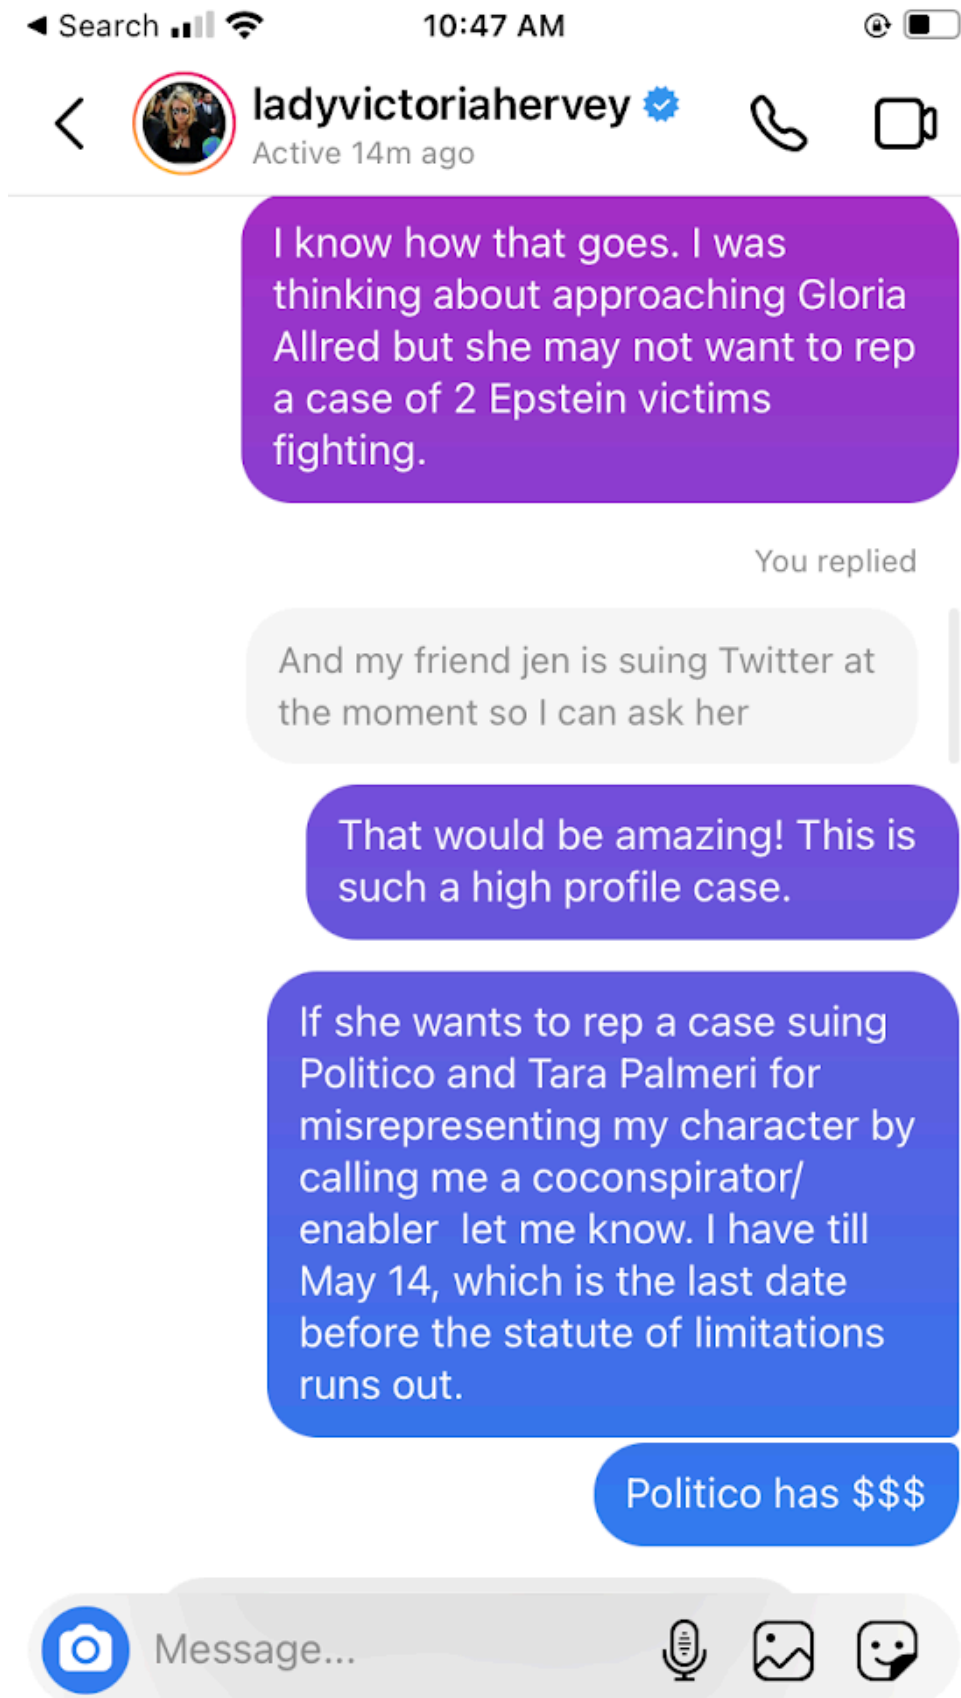 Search
10:47 AM
ladyvictoriahervey
Active 14m ago
I know how that goes. I was
thinking about approaching Gloria
Allred but she may not want to rep
a case of 2 Epstein victims
fighting.
You replied
And my friend jen is suing Twitter at
the moment so I can ask her
That would be amazing! This is
such a high profile case.
If she wants to rep a case suing
Politico and Tara Palmeri for
misrepresenting my character by
calling me a coconspirator/
enabler  let me know. I have till
May 14, which is the last date
before the statute of limitations
runs out.
Politico has $$$
Message...